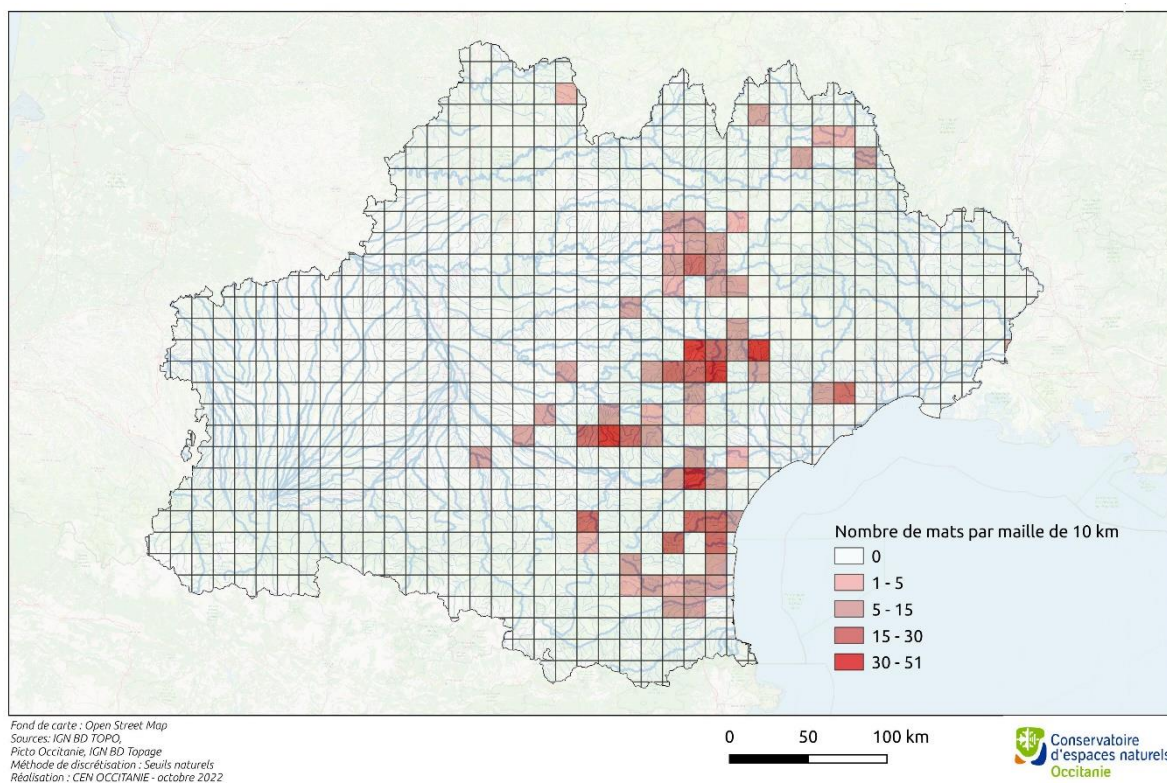 Nombre de mats par maille de 10 km
0
1 - 5
5 - 15
15 - 30
30 - 51
Fond de carte : Open Street Map
Sources: IGN BD TOPO,
Picto Occitanie, IGN BD Topage
Méthode de discrétisation : Seuils naturels
Réalisation : CEN OCCITANIE - octobre 2022
0 50 100 km
Conservatoire
d'espaces naturels
Occitanie